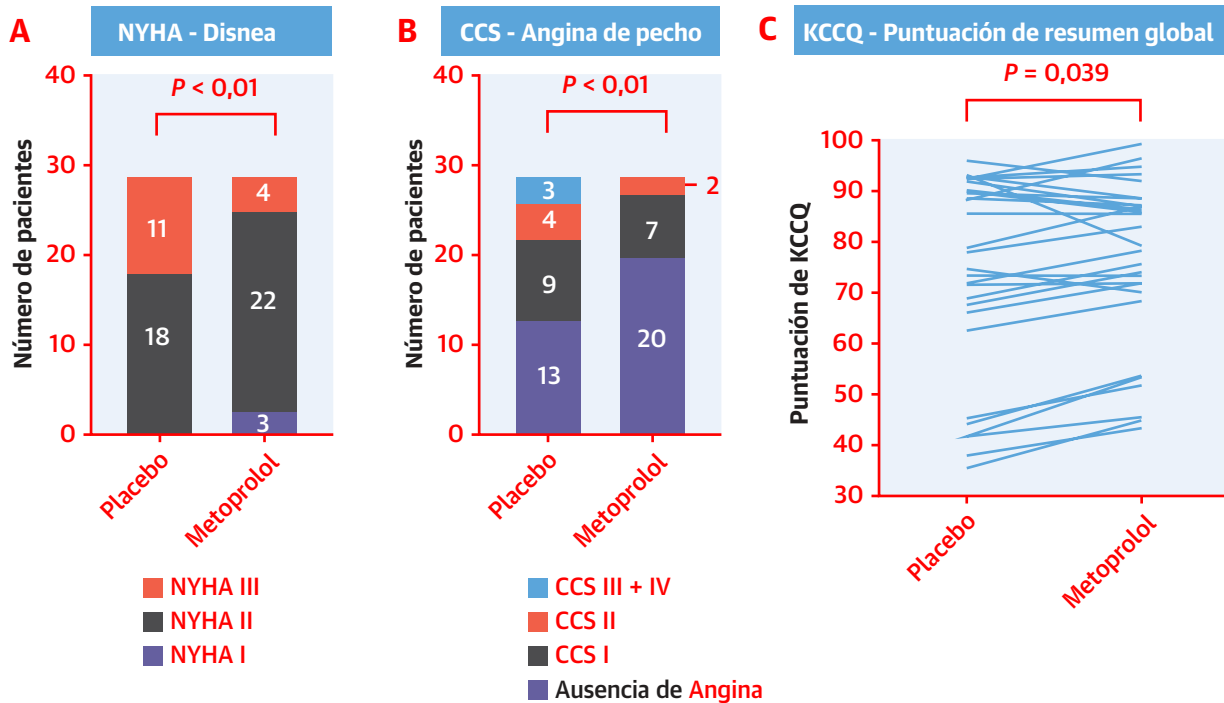 A
NYHA - Disnea
Número de pacientes
40
30
20
10
0
P < 0,01
11
18
4
22
3
Placebo
Metoprolol
NYHA III
NYHA II
NYHA I
B
CCS - Angina de pecho
Número de pacientes
40
30
20
10
0
P < 0,01
3
4
9
13
2
7
20
Placebo
Metoprolol
CCS III + IV
CCS II
CCS I
Ausencia de Angina
C
KCCQ - Puntuación de resumen global
P = 0,039
Puntuación de KCCQ
100
90
80
70
60
50
40
30
Placebo
Metoprolol